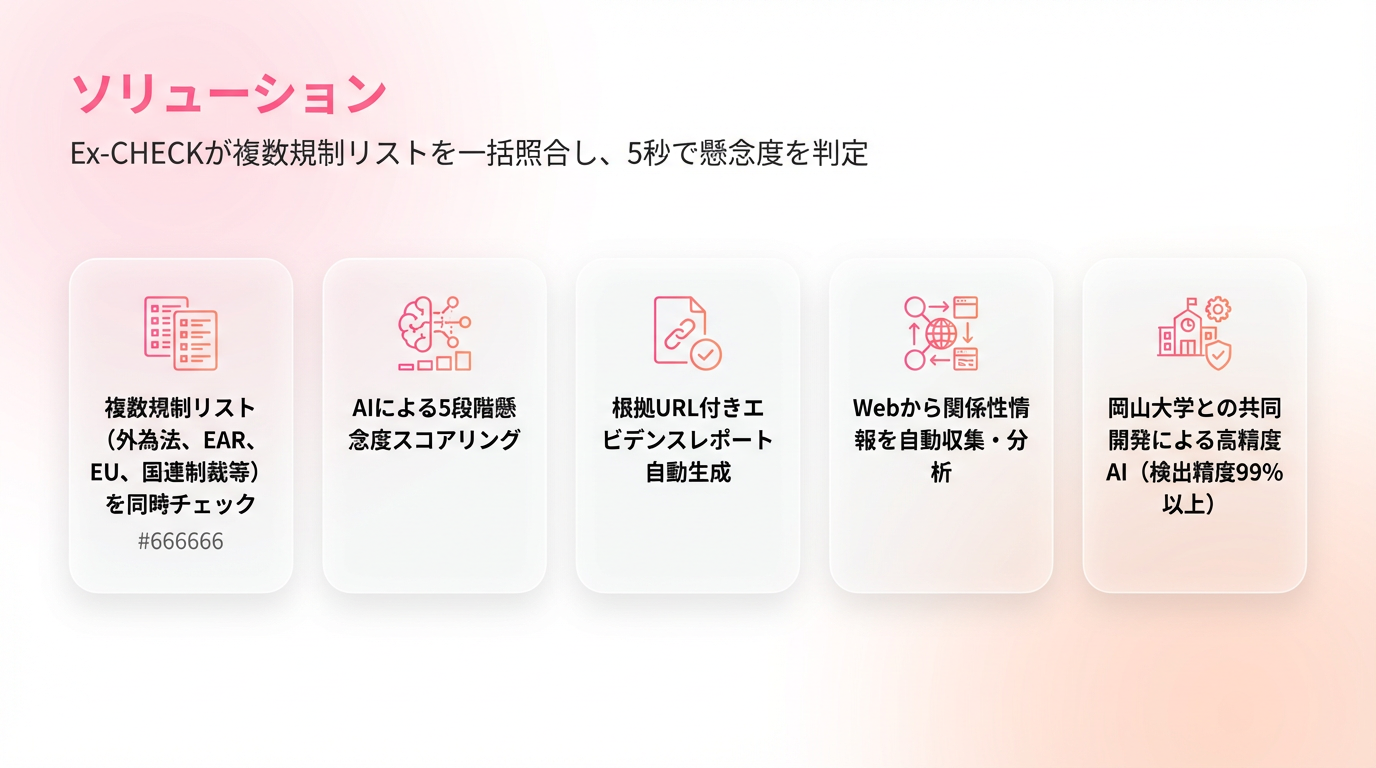 ソリューション
Ex-CHECKが複数規制リストを一括照合し、5秒で懸念度を判定
複数規制リスト
（外為法、EAR、
EU、国連制裁等）
を同時チェック
#666666
AIによる5段階懸
念度スコアリング
根拠URL付きエ
ビデンスレポート
自動生成
Webから関係性情
報を自動収集・分
析
岡山大学との共同
開発による高精度
AI（検出精度99%
以上）